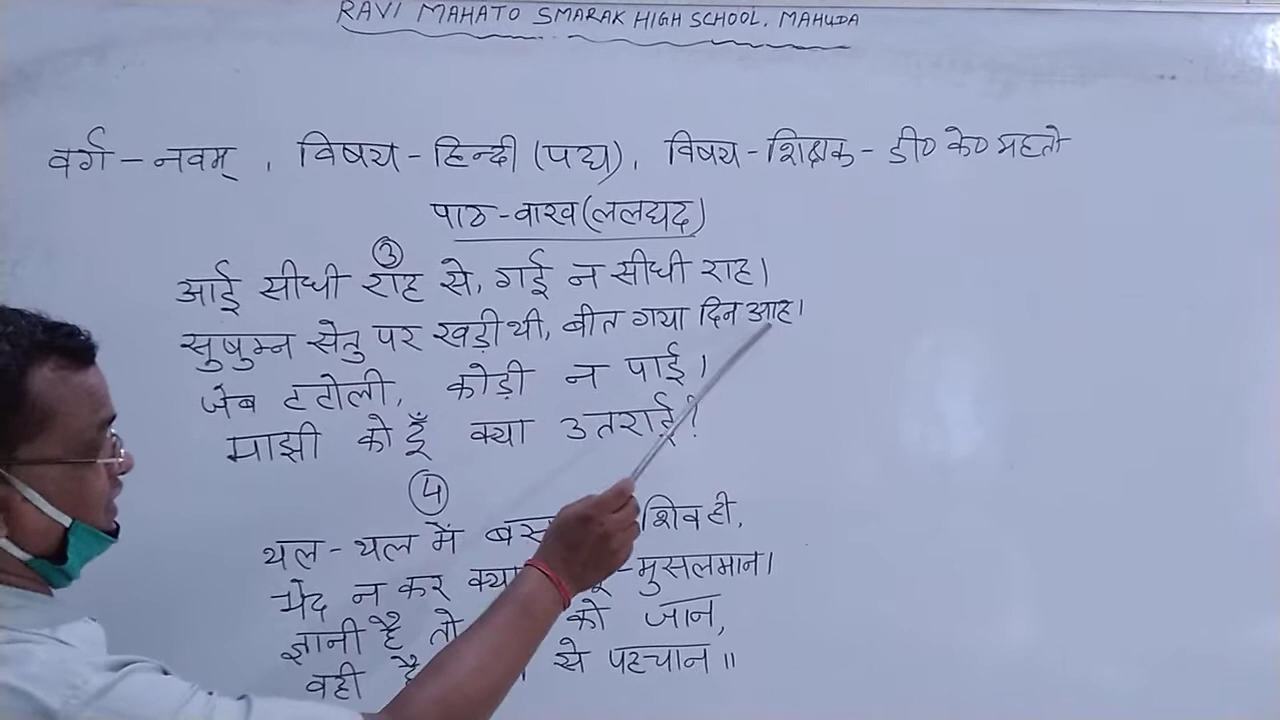 RAVI MAHATO SMARAK HIGH SCHOOL, MAHUDA
वर्ग - नवम् , विषय - हिन्दी (पद्य), विषय - शिक्षक - डी० के० महतो
पाठ - वाख (ललद्यद)
③
आई सीधी राह से, गई न सीधी राह।
सुषुम्न सेतु पर खड़ी थी, बीत गया दिन आह।
जेब टटोली, कोड़ी न पाई।
माझी को दूँ क्या उतराई?
④
थल - थल में शिव ही,
भेद न कर क्या - मुसलमान।
ज्ञानी है तो को जान,
वही है से पहचान॥